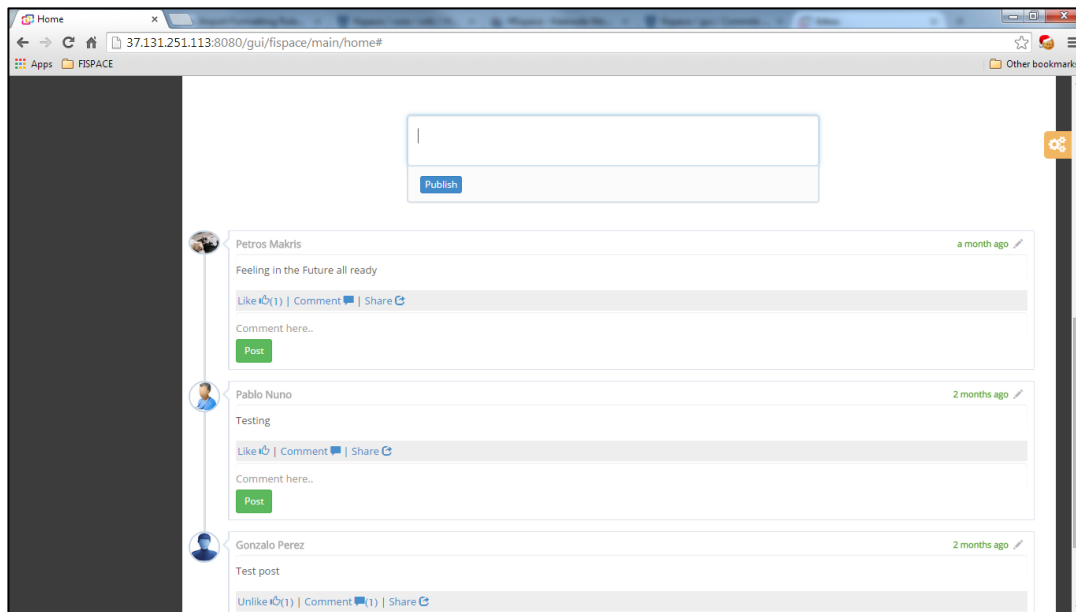 Home
37.131.251.113:8080/gui/fispace/main/home#
Apps FISPACE Other bookmarks
Publish
Petros Makris a month ago
Feeling in the Future all ready
Like (1) | Comment | Share
Comment here..
Post
Pablo Nuno 2 months ago
Testing
Like | Comment | Share
Comment here..
Post
Gonzalo Perez 2 months ago
Test post
Unlike (1) | Comment (1) | Share